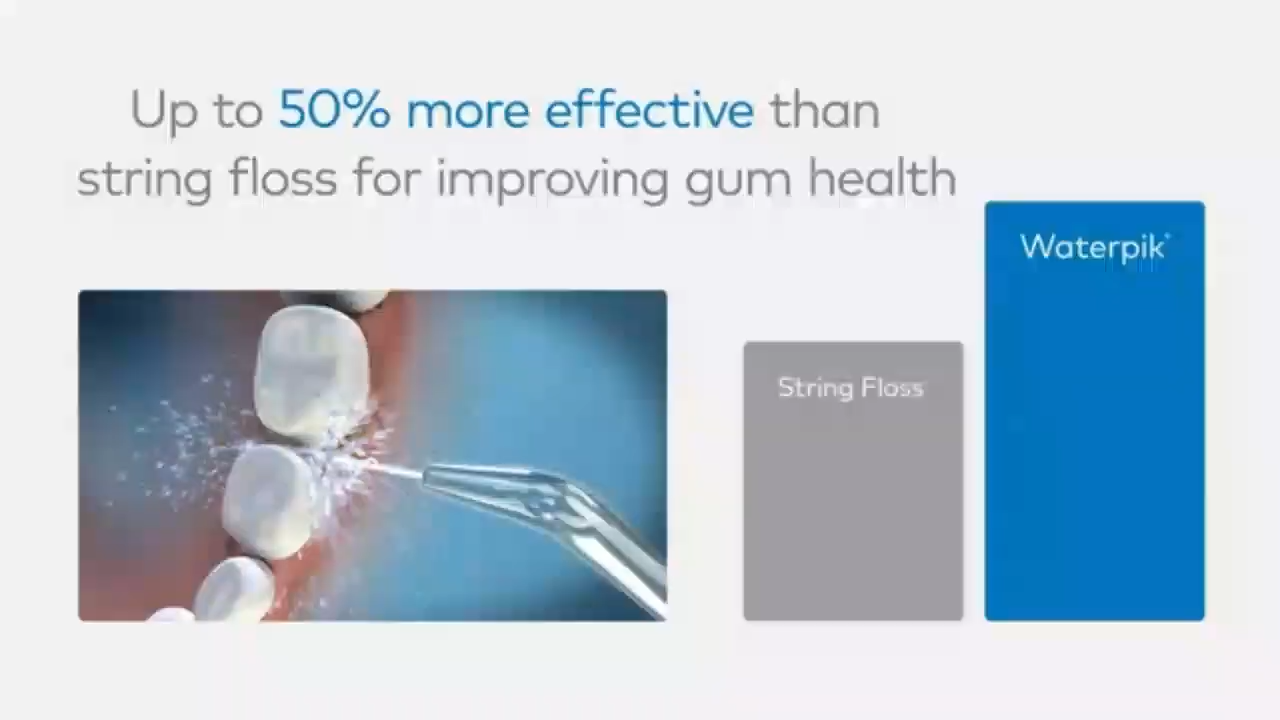 Up to 50% more effective than
string floss for improving gum health
Waterpik®
String Floss